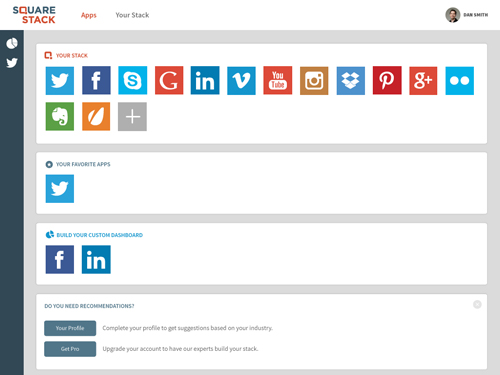 SQUARE
STACK
Apps
Your Stack
DAN SMITH
YOUR STACK
You
Tube
g+
YOUR FAVORITE APPS
BUILD YOUR CUSTOM DASHBOARD
f
in
DO YOU NEED RECOMMENDATIONS?
Your Profile
Complete your profile to get suggestions based on your industry.
Get Pro
Upgrade your account to have our experts build your stack.